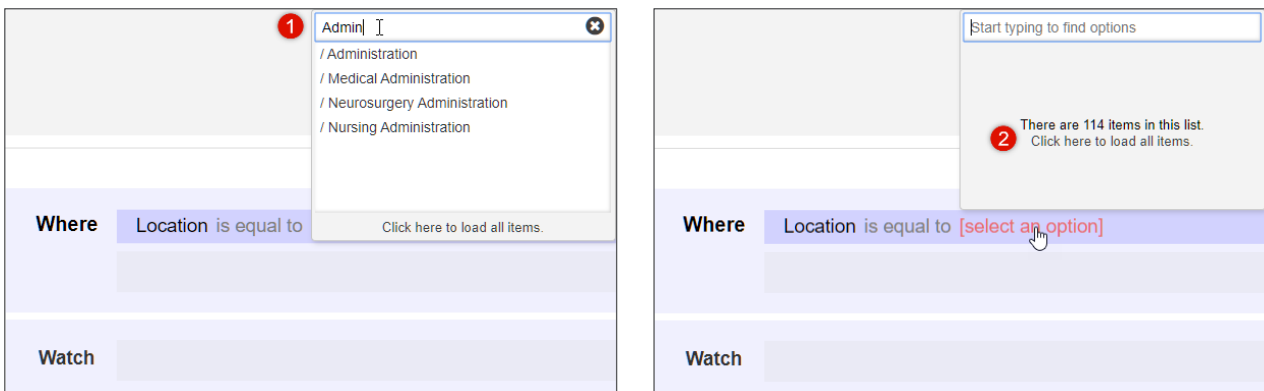 1
Admin
/ Administration
/ Medical Administration
/ Neurosurgery Administration
/ Nursing Administration
Click here to load all items.
Where Location is equal to
Watch
Start typing to find options
There are 114 items in this list.
2
Click here to load all items.
Where Location is equal to [select an option]
Watch